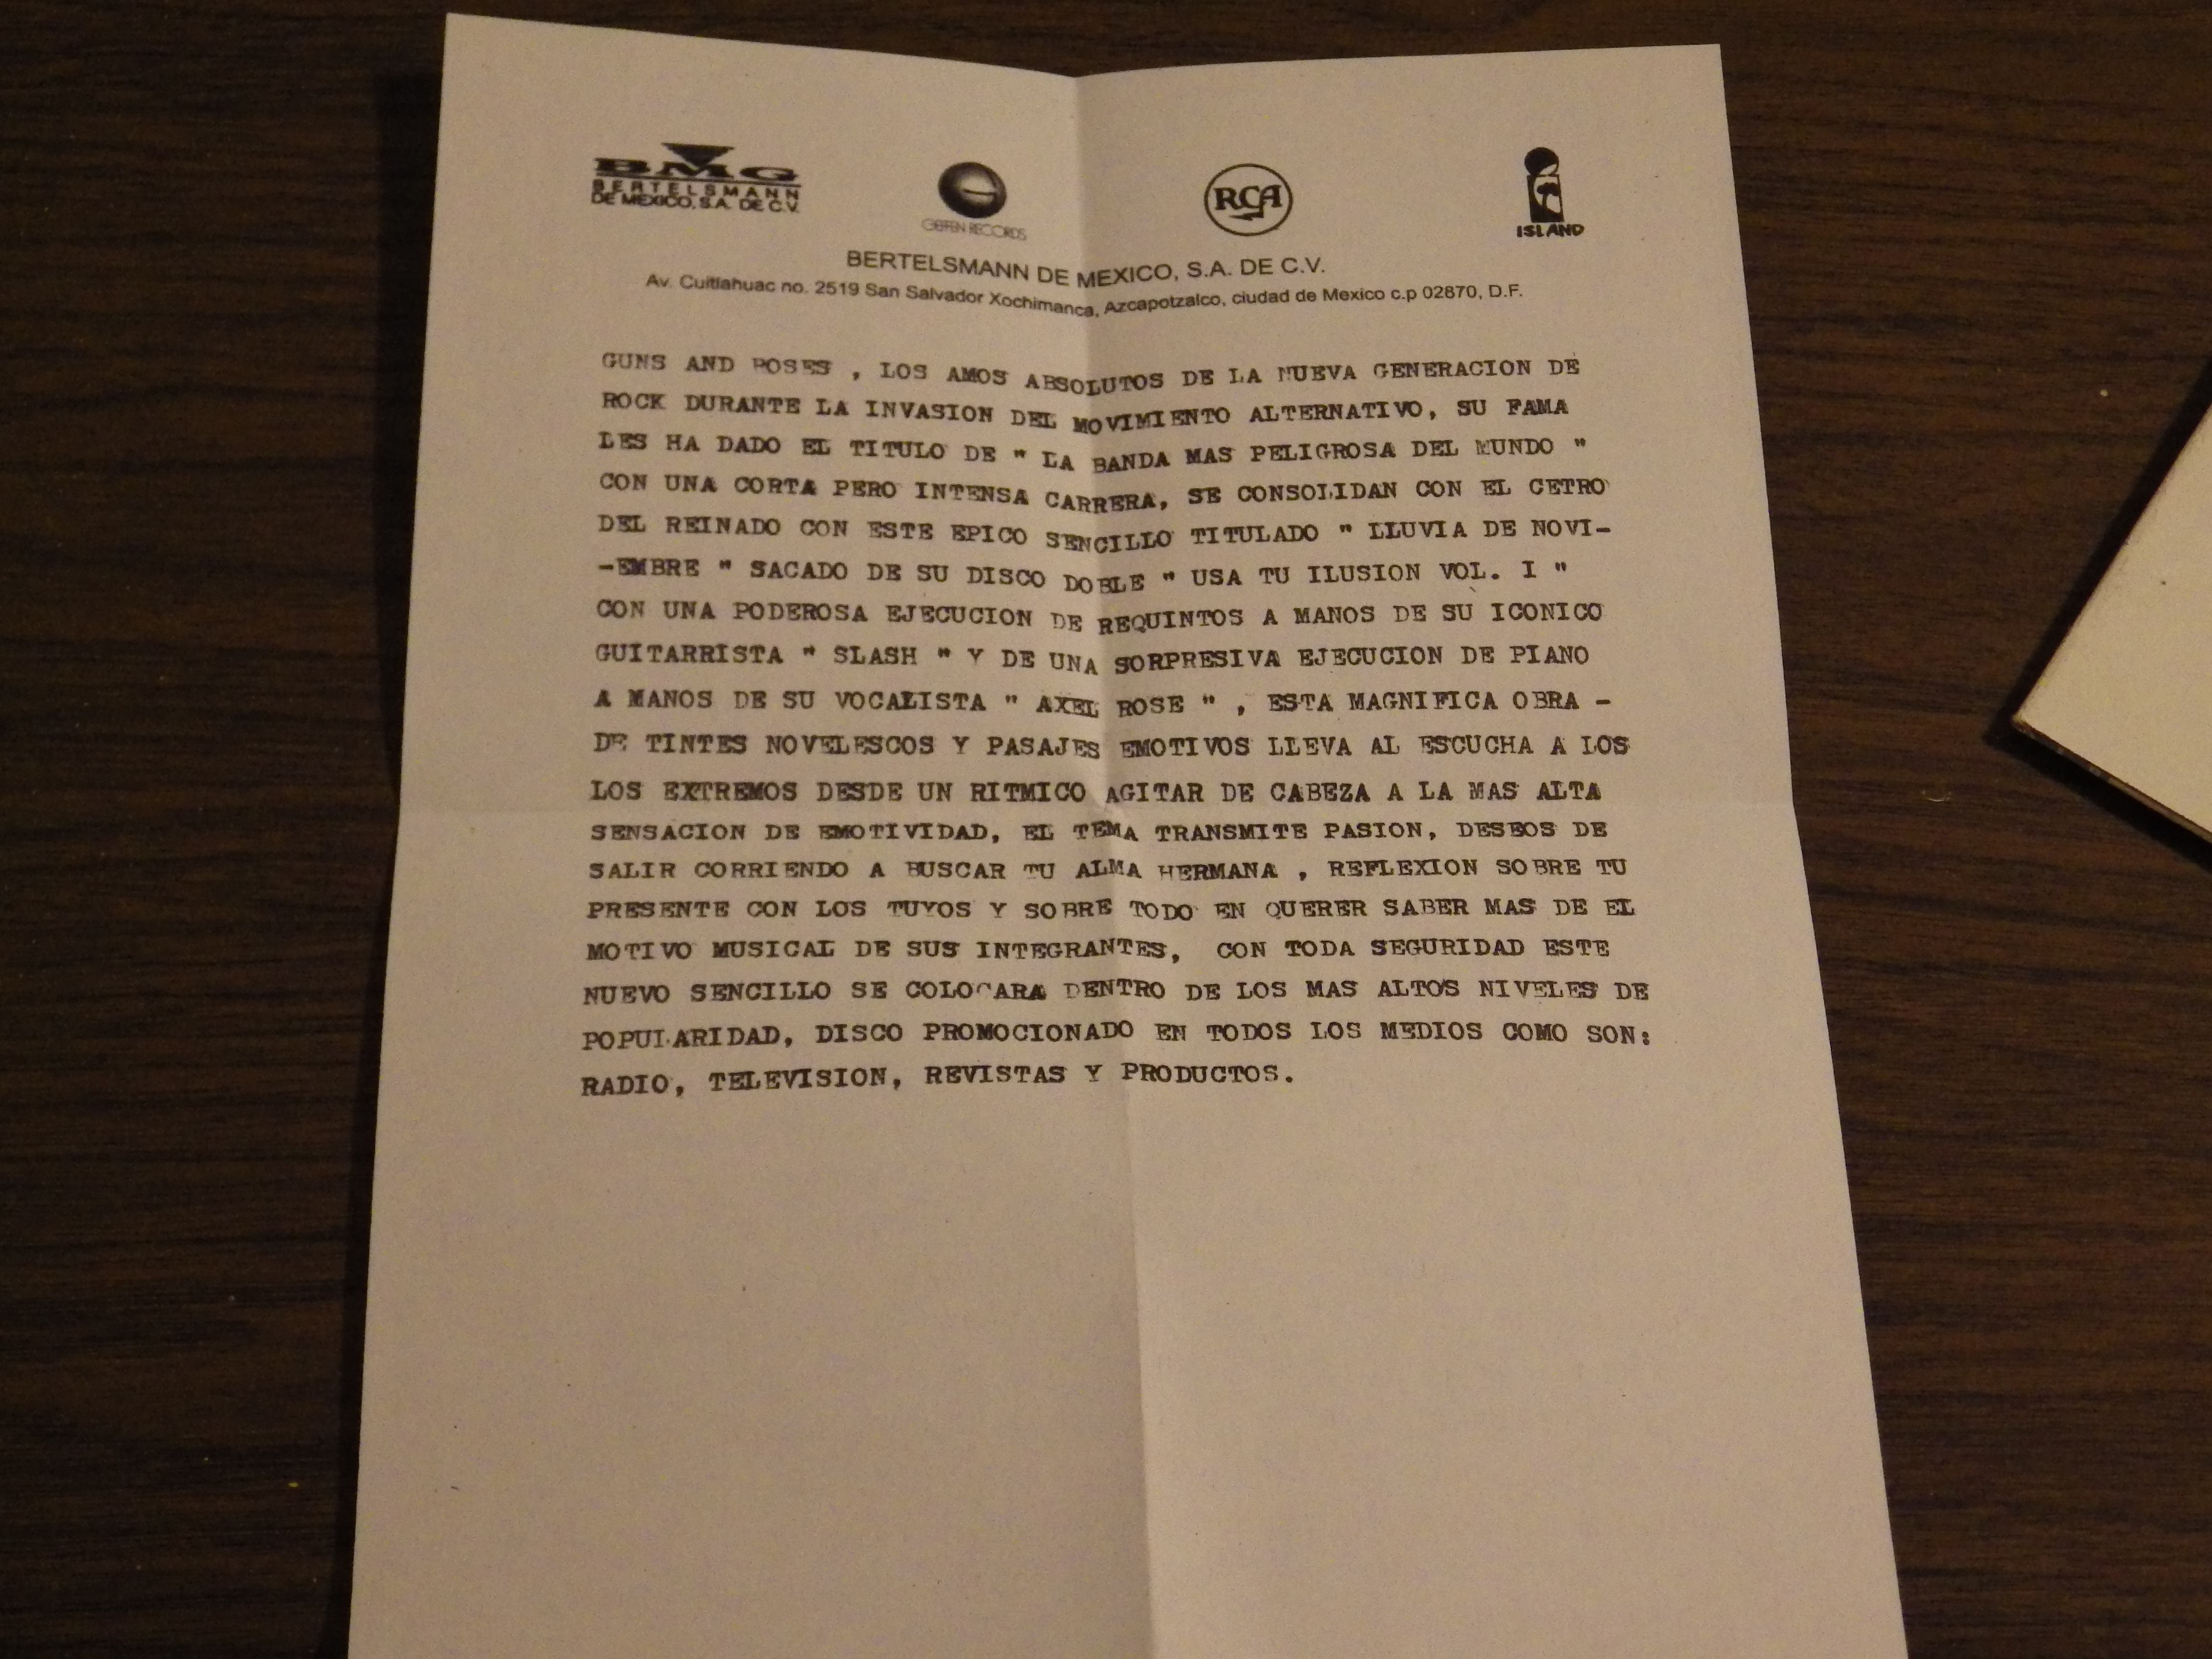 BMG
BERTELSMANN
DE MEXICO, S.A. DE C.V.
GEFFEN RECORDS
RCA
ISLAND
BERTELSMANN DE MEXICO, S.A. DE C.V.
Av. Cuitlahuac no. 2519 San Salvador Xochimanca, Azcapotzalco, ciudad de Mexico c.p 02870, D.F.
GUNS AND ROSES , LOS AMOS ABSOLUTOS DE LA NUEVA GENERACION DE
ROCK DURANTE LA INVASION DEL MOVIMIENTO ALTERNATIVO, SU FAMA
LES HA DADO EL TITULO DE " LA BANDA MAS PELIGROSA DEL MUNDO "
CON UNA CORTA PERO INTENSA CARRERA, SE CONSOLIDAN CON EL CETRO
DEL REINADO CON ESTE EPICO SENCILLO TITULADO " LLUVIA DE NOVI-
-EMBRE " SACADO DE SU DISCO DOBLE " USA TU ILUSION VOL. I "
CON UNA PODEROSA EJECUCION DE REQUINTOS A MANOS DE SU ICONICO
GUITARRISTA " SLASH " Y DE UNA SORPRESIVA EJECUCION DE PIANO
A MANOS DE SU VOCALISTA " AXEL ROSE " , ESTA MAGNIFICA OBRA -
DE TINTES NOVELESCOS Y PASAJES EMOTIVOS LLEVA AL ESCUCHA A LOS
LOS EXTREMOS DESDE UN RITMICO AGITAR DE CABEZA A LA MAS ALTA
SENSACION DE EMOTIVIDAD, EL TEMA TRANSMITE PASION, DESEOS DE
SALIR CORRIENDO A BUSCAR TU ALMA HERMANA , REFLEXION SOBRE TU
PRESENTE CON LOS TUYOS Y SOBRE TODO EN QUERER SABER MAS DE EL
MOTIVO MUSICAL DE SUS INTEGRANTES, CON TODA SEGURIDAD ESTE
NUEVO SENCILLO SE COLOCARA DENTRO DE LOS MAS ALTOS NIVELES DE
POPULARIDAD, DISCO PROMOCIONADO EN TODOS LOS MEDIOS COMO SON:
RADIO, TELEVISION, REVISTAS Y PRODUCTOS.